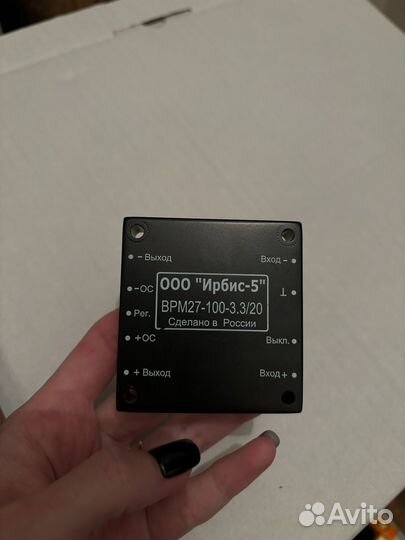 - Выход
Вход -
-ОС
ООО "Ирбис-5"
⊥
Рег.
ВРМ27-100-3.3/20
Сделано в России
+ОС
Выкл.
+ Выход
Вход+
Avito